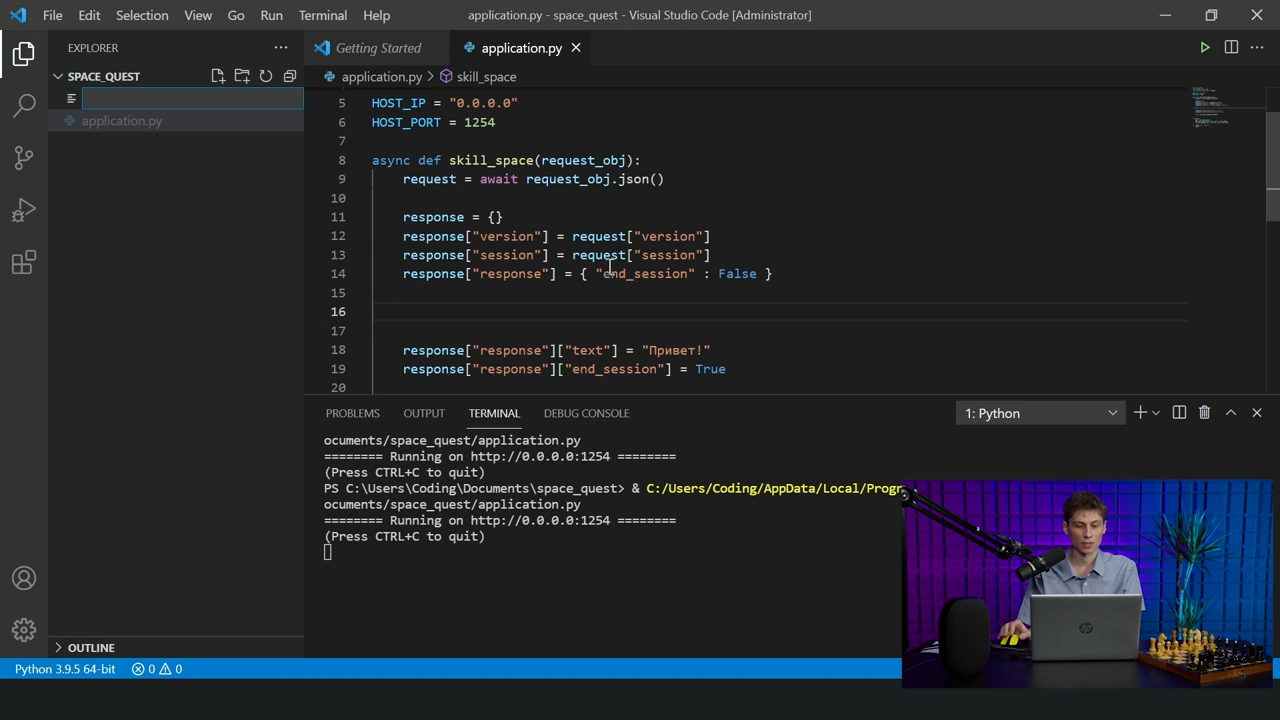 File Edit Selection View Go Run Terminal Help application.py - space_quest - Visual Studio Code [Administrator]
EXPLORER
Getting Started
application.py
SPACE_QUEST
application.py
application.py > skill_space
5 HOST_IP = "0.0.0.0"
6 HOST_PORT = 1254
7
8 async def skill_space(request_obj):
9 request = await request_obj.json()
10
11 response = {}
12 response["version"] = request["version"]
13 response["session"] = request["session"]
14 response["response"] = { "end_session" : False }
15
16
17
18 response["response"]["text"] = "Привет!"
19 response["response"]["end_session"] = True
20
PROBLEMS OUTPUT TERMINAL DEBUG CONSOLE 1: Python
ocuments/space_quest/application.py
======== Running on http://0.0.0.0:1254 ========
(Press CTRL+C to quit)
PS C:\Users\Coding\Documents\space_quest> & C:/Users/Coding/AppData/Local/Progr
ocuments/space_quest/application.py
======== Running on http://0.0.0.0:1254 ========
(Press CTRL+C to quit)
OUTLINE
Python 3.9.5 64-bit 0 0